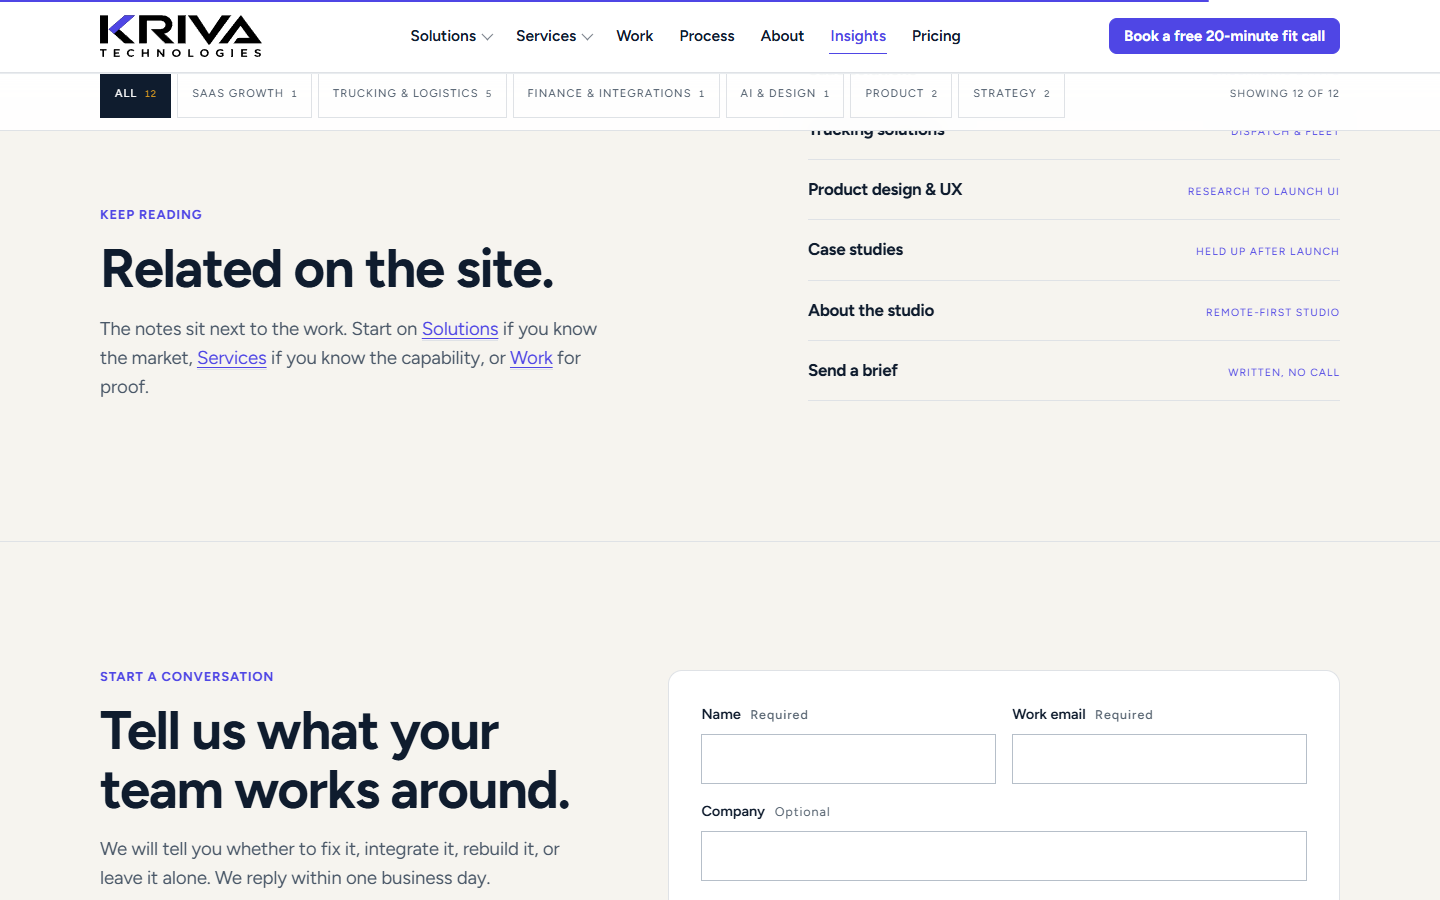 KRIVA
TECHNOLOGIES
Solutions
Services
Work
Process
About
Insights
Pricing
Book a free 20-minute fit call
ALL 12
SAAS GROWTH 1
TRUCKING & LOGISTICS 5
FINANCE & INTEGRATIONS 1
AI & DESIGN 1
PRODUCT 2
STRATEGY 2
SHOWING 12 OF 12
KEEP READING
Related on the site.
The notes sit next to the work. Start on Solutions if you know
the market, Services if you know the capability, or Work for
proof.
Trucking solutions DISPATCH & FLEET
Product design & UX RESEARCH TO LAUNCH UI
Case studies HELD UP AFTER LAUNCH
About the studio REMOTE-FIRST STUDIO
Send a brief WRITTEN, NO CALL
START A CONVERSATION
Tell us what your
team works around.
We will tell you whether to fix it, integrate it, rebuild it, or
leave it alone. We reply within one business day.
Name Required
Work email Required
Company Optional